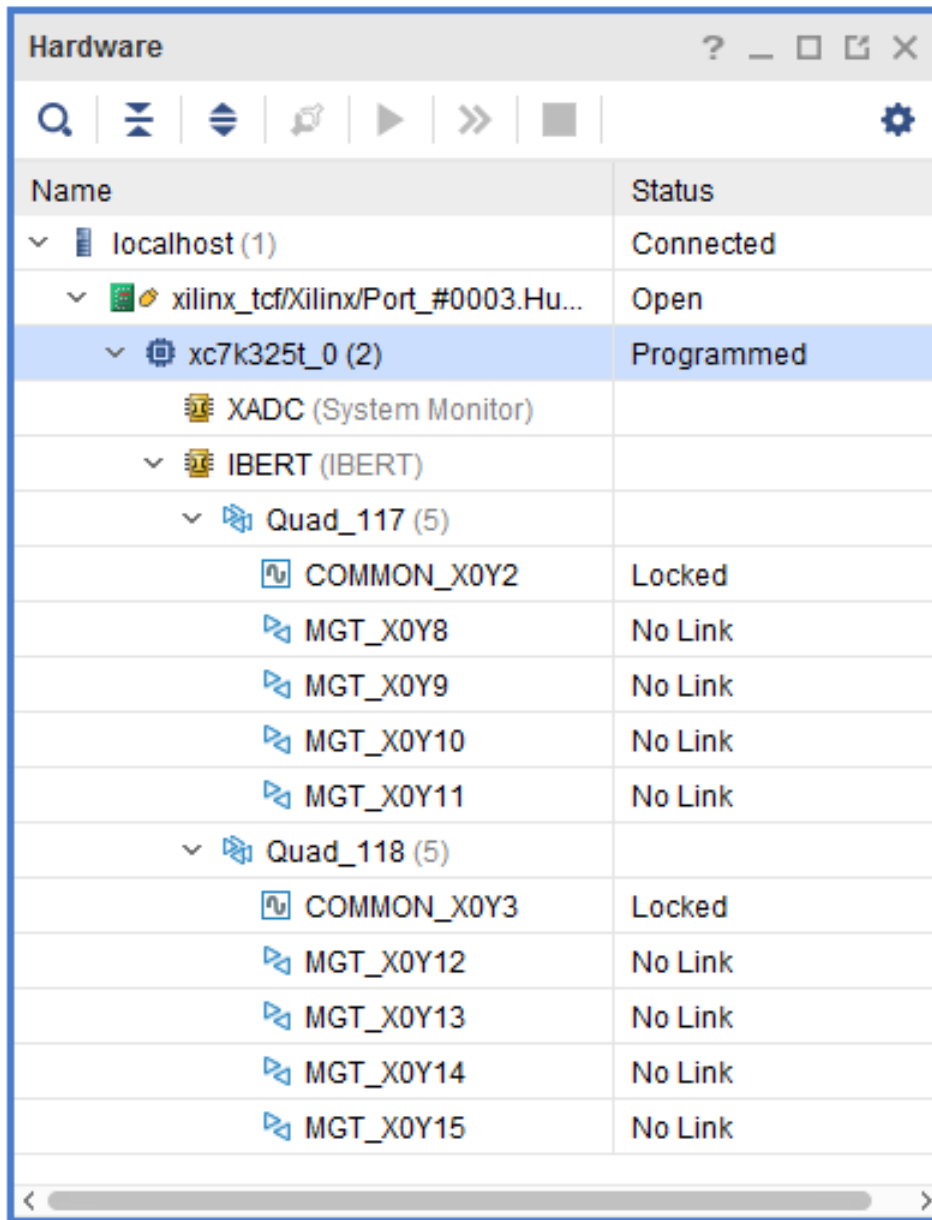 Hardware
Name Status
localhost (1) Connected
xilinx_tcf/Xilinx/Port_#0003.Hu... Open
xc7k325t_0 (2) Programmed
XADC (System Monitor)
IBERT (IBERT)
Quad_117 (5)
COMMON_X0Y2 Locked
MGT_X0Y8 No Link
MGT_X0Y9 No Link
MGT_X0Y10 No Link
MGT_X0Y11 No Link
Quad_118 (5)
COMMON_X0Y3 Locked
MGT_X0Y12 No Link
MGT_X0Y13 No Link
MGT_X0Y14 No Link
MGT_X0Y15 No Link